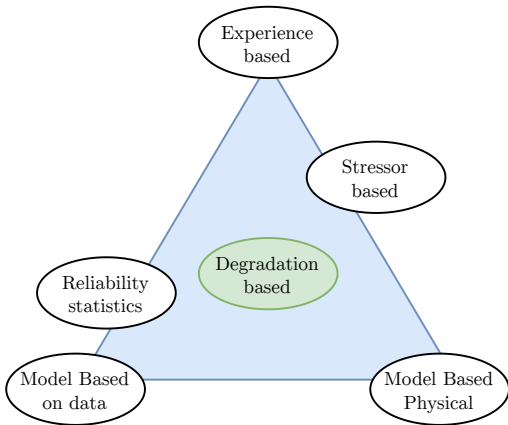 Experience
based
Stressor
based
Degradation
based
Reliability
statistics
Model Based
on data
Model Based
Physical